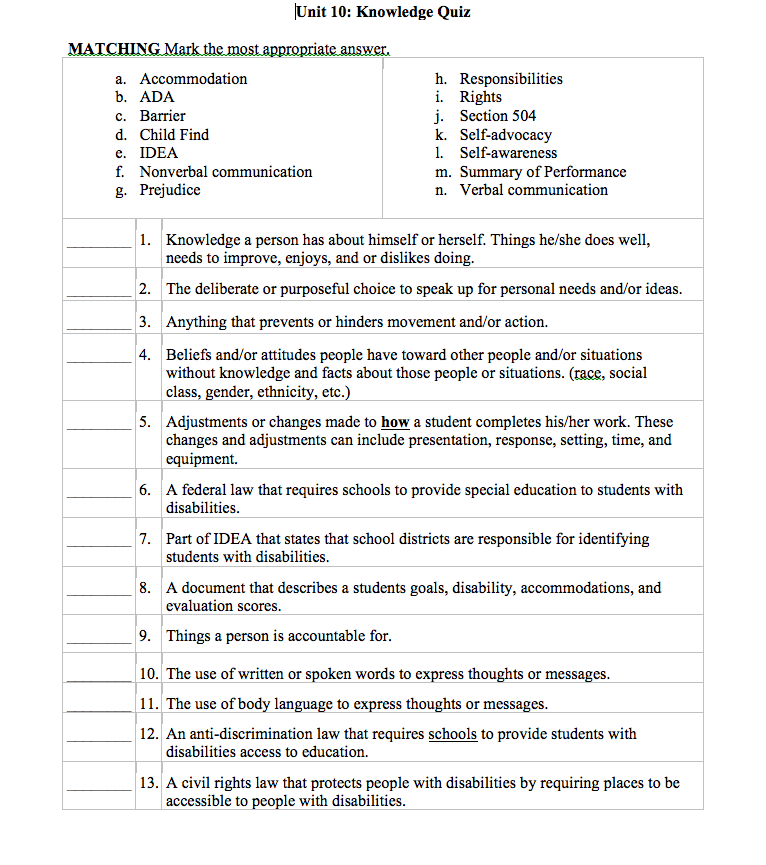 Unit 10: Knowledge Quiz
MATCHING Mark the most appropriate answer.
a. Accommodation
b. ADA
c. Barrier
d. Child Find
e. IDEA
f. Nonverbal communication
g. Prejudice
h. Responsibilities
i. Rights
j. Section 504
k. Self-advocacy
l. Self-awareness
m. Summary of Performance
n. Verbal communication
1. Knowledge a person has about himself or herself. Things he/she does well,
needs to improve, enjoys, and or dislikes doing.
2. The deliberate or purposeful choice to speak up for personal needs and/or ideas.
3. Anything that prevents or hinders movement and/or action.
4. Beliefs and/or attitudes people have toward other people and/or situations
without knowledge and facts about those people or situations. (race, social
class, gender, ethnicity, etc.)
5. Adjustments or changes made to how a student completes his/her work. These
changes and adjustments can include presentation, response, setting, time, and
equipment.
6. A federal law that requires schools to provide special education to students with
disabilities.
7. Part of IDEA that states that school districts are responsible for identifying
students with disabilities.
8. A document that describes a students goals, disability, accommodations, and
evaluation scores.
9. Things a person is accountable for.
10. The use of written or spoken words to express thoughts or messages.
11. The use of body language to express thoughts or messages.
12. An anti-discrimination law that requires schools to provide students with
disabilities access to education.
13. A civil rights law that protects people with disabilities by requiring places to be
accessible to people with disabilities.